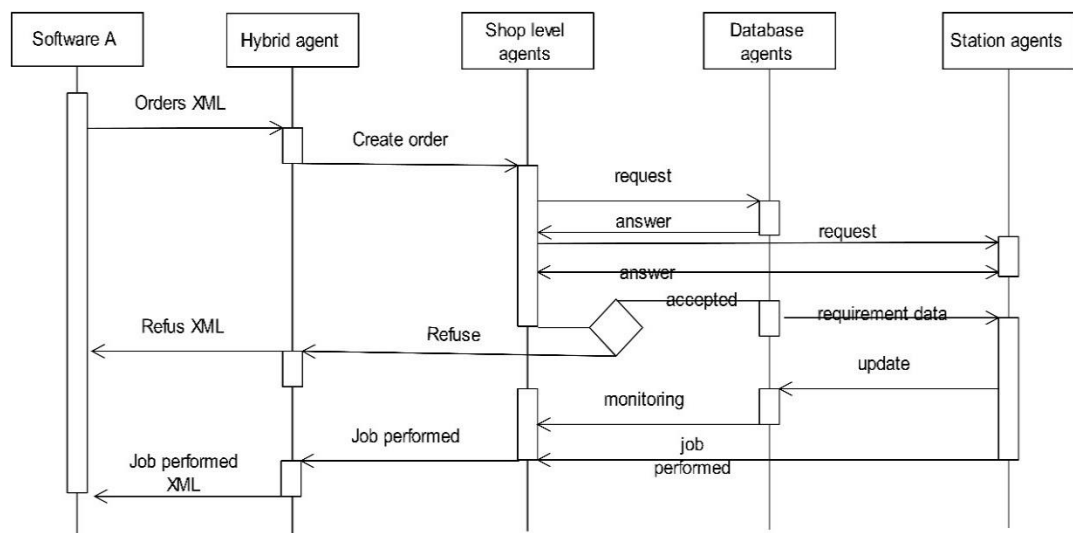 Software A
Hybrid agent
Shop level
agents
Database
agents
Station agents
Orders XML
Create order
request
answer
request
answer
accepted
requirement data
Refus XML
Refuse
update
monitoring
Job performed
job
performed
Job performed
XML